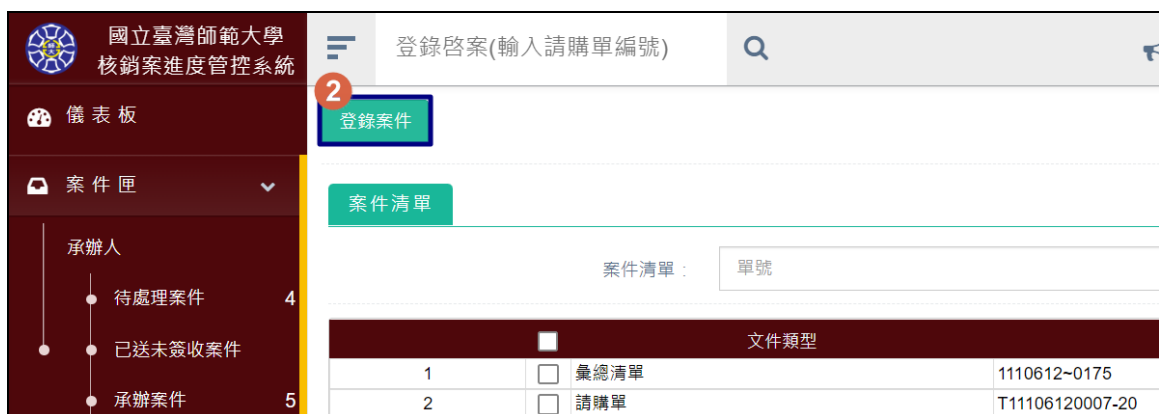 國立臺灣師範大學
核銷案進度管控系統
登錄啓案(輸入請購單編號)
儀表板
2
登錄案件
案件匣
案件清單
承辦人
案件清單：
單號
待處理案件 4
已送未簽收案件
承辦案件 5
文件類型
1 彙總清單 1110612~0175
2 請購單 T11106120007-20